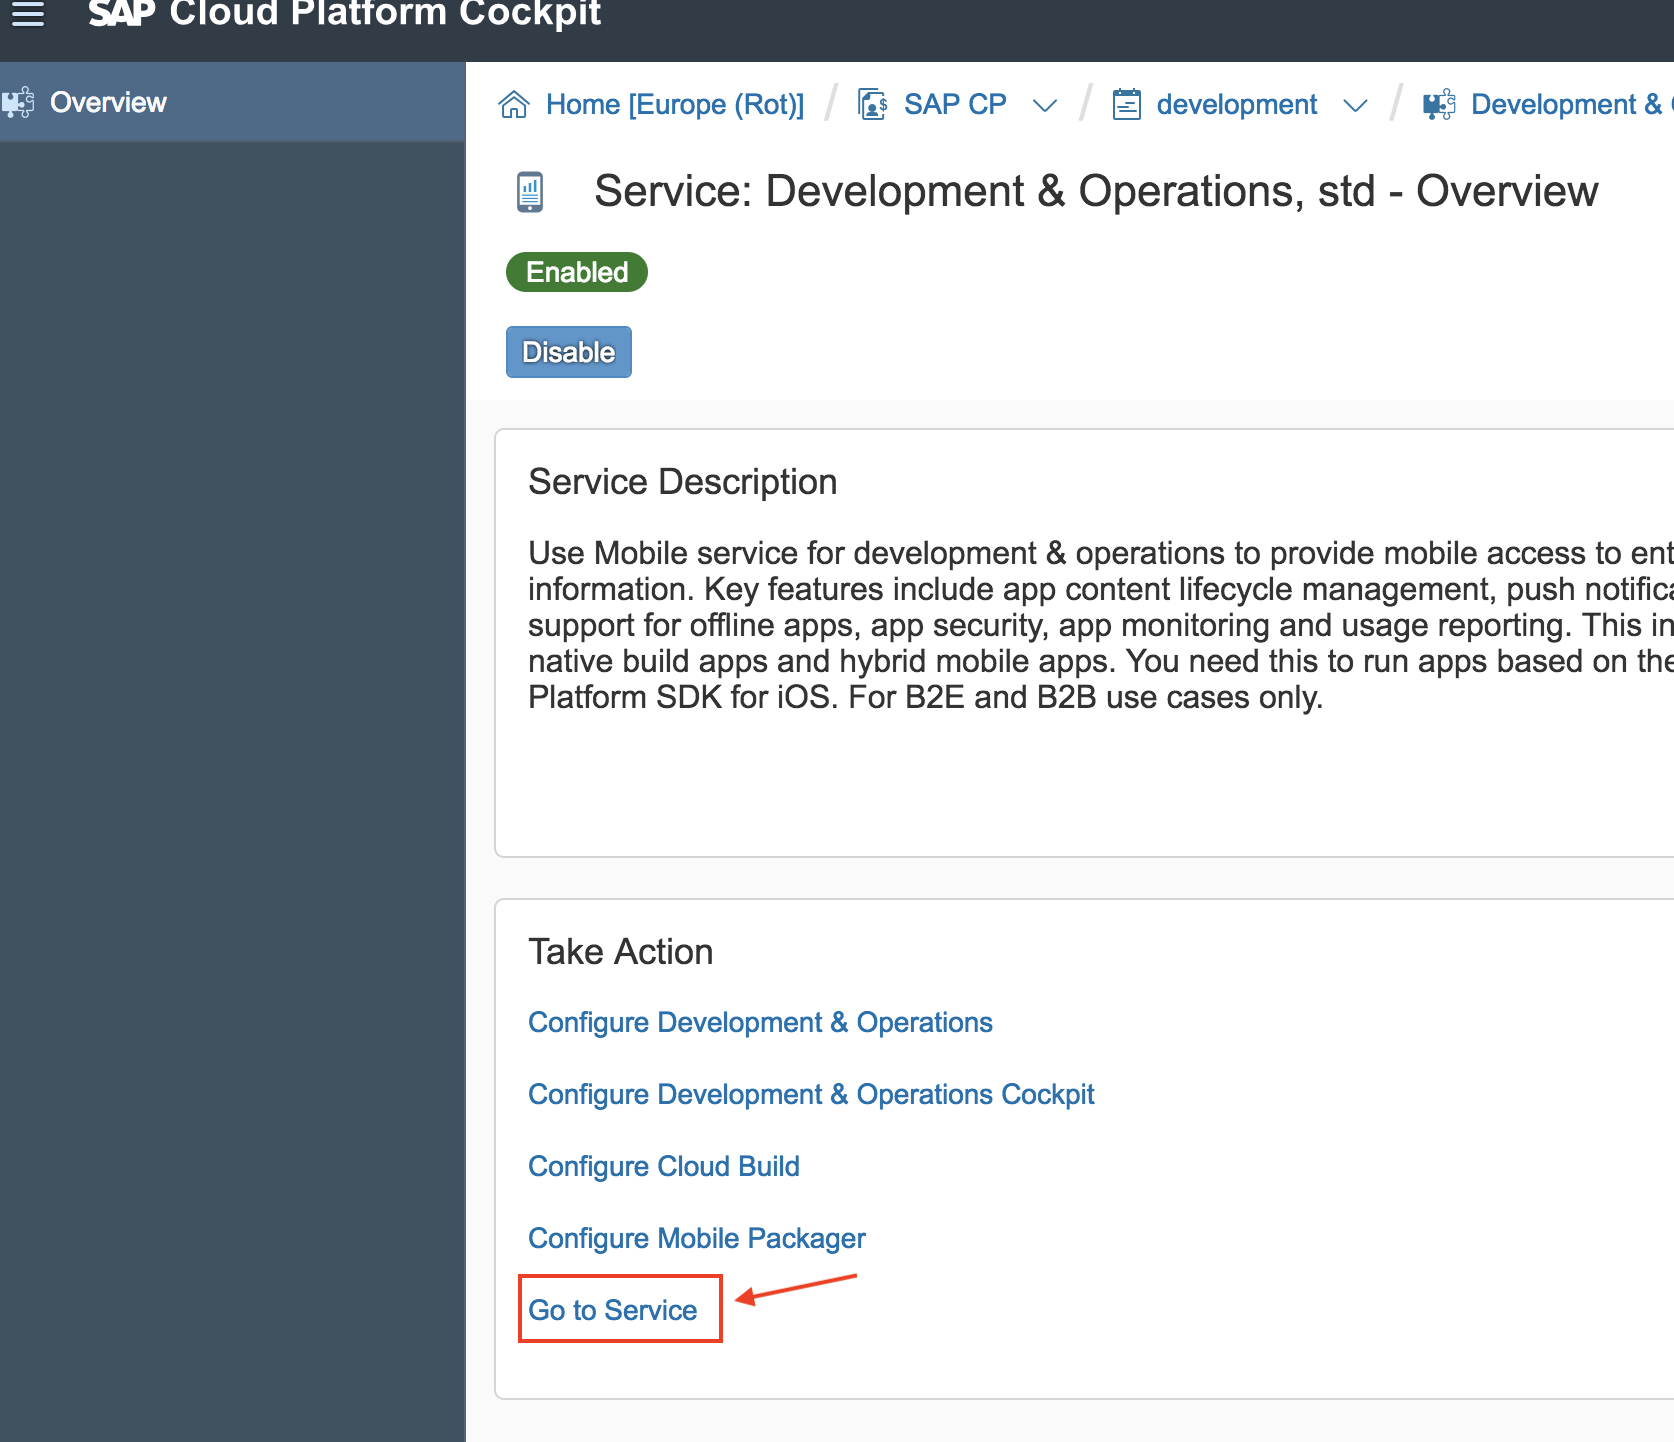 SAP Cloud Platform Cockpit
Overview
Home [Europe (Rot)] / SAP CP / development / Development &
Service: Development & Operations, std - Overview
Enabled
Disable
Service Description
Use Mobile service for development & operations to provide mobile access to ent
information. Key features include app content lifecycle management, push notifica
support for offline apps, app security, app monitoring and usage reporting. This in
native build apps and hybrid mobile apps. You need this to run apps based on the
Platform SDK for iOS. For B2E and B2B use cases only.
Take Action
Configure Development & Operations
Configure Development & Operations Cockpit
Configure Cloud Build
Configure Mobile Packager
Go to Service